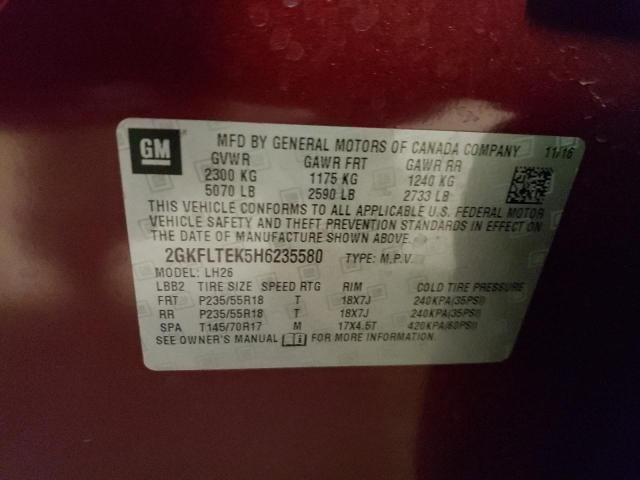 GM
MFD BY GENERAL MOTORS OF CANADA COMPANY 11/16
GVWR GAWR FRT GAWR RR
2300 KG 1175 KG 1240 KG
5070 LB 2590 LB 2733 LB
THIS VEHICLE CONFORMS TO ALL APPLICABLE U.S. FEDERAL MOTOR
VEHICLE SAFETY AND THEFT PREVENTION STANDARDS IN EFFECT ON
THE DATE OF MANUFACTURE SHOWN ABOVE.
2GKFLTEK5H6235580 TYPE: M.P.V.
MODEL: LH26
LBB2 TIRE SIZE SPEED RTG RIM COLD TIRE PRESSURE
FRT P235/55R18 T 18X7J 240KPA(35PSI)
RR P235/55R18 T 18X7J 240KPA(35PSI)
SPA T145/70R17 M 17X4.5T 420KPA(60PSI)
SEE OWNER'S MANUAL FOR MORE INFORMATION.